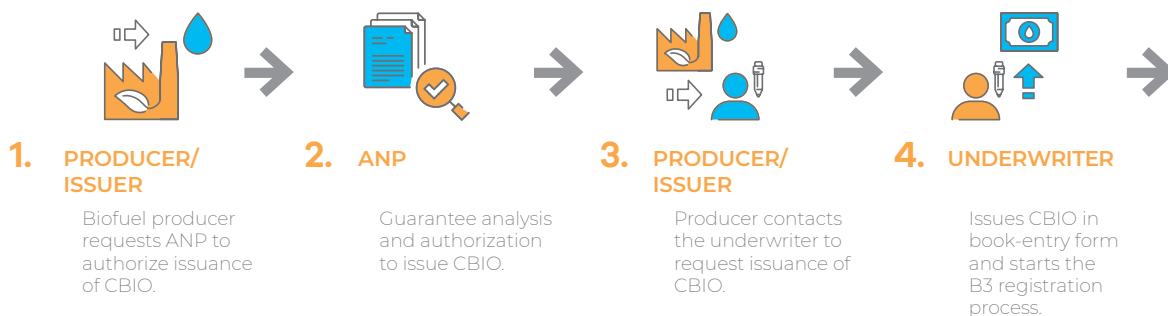 1. PRODUCER/
ISSUER
Biofuel producer
requests ANP to
authorize issuance
of CBIO.
2. ANP
Guarantee analysis
and authorization
to issue CBIO.
3. PRODUCER/
ISSUER
Producer contacts
the underwriter to
request issuance of
CBIO.
4. UNDERWRITER
Issues CBIO in
book-entry form
and starts the
B3 registration
process.